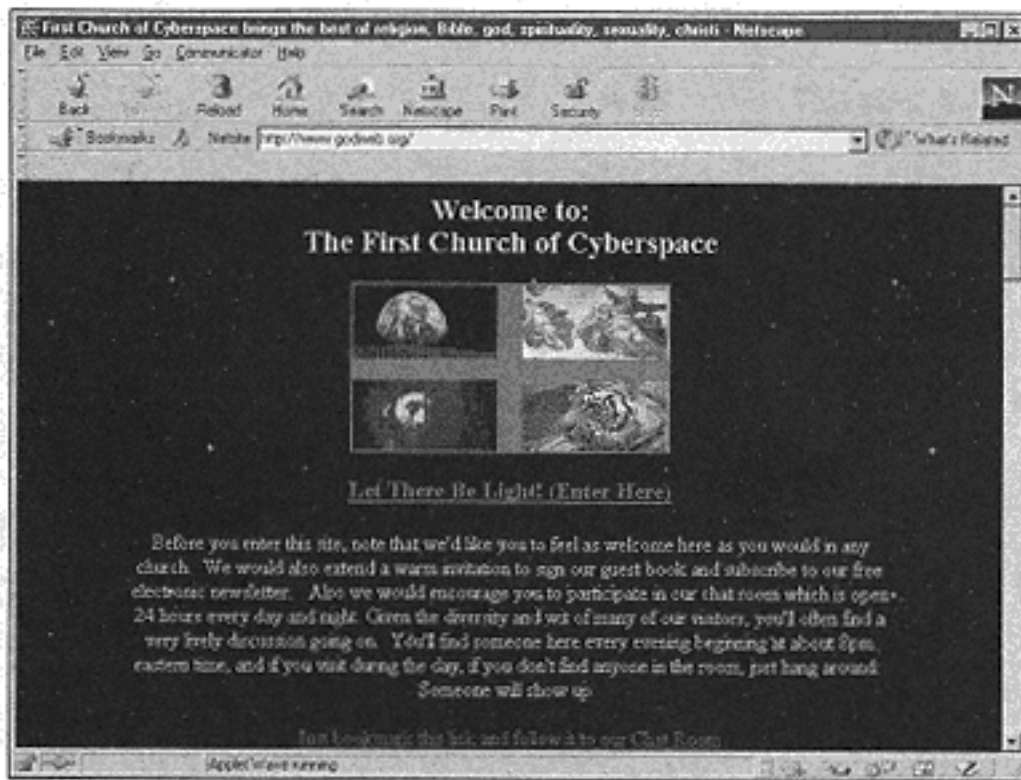 First Church of Cyberspace brings the best of religion, Bible, god, spirituality, sexuality, christi - Netscape
File Edit View Go Communicator Help
Back Reload Home Search Netscape Print Security
Bookmarks Netsite http://www.godweb.org/ What's Related
Welcome to:
The First Church of Cyberspace
Let There Be Light! (Enter Here)
Before you enter this site, note that we'd like you to feel as welcome here as you would in any
church. We would also extend a warm invitation to sign our guest book and subscribe to our free
electronic newsletter. Also we would encourage you to participate in our chat room which is open
24 hours every day and night. Given the diversity and wit of many of our visitors, you'll often find a
very lively discussion going on. You'll find someone here every evening beginning at about 8pm,
eastern time, and if you visit during the day, if you don't find anyone in the room, just hang around.
Someone will show up.
Just bookmark this link and follow it to our Chat Room
Applet Wave running